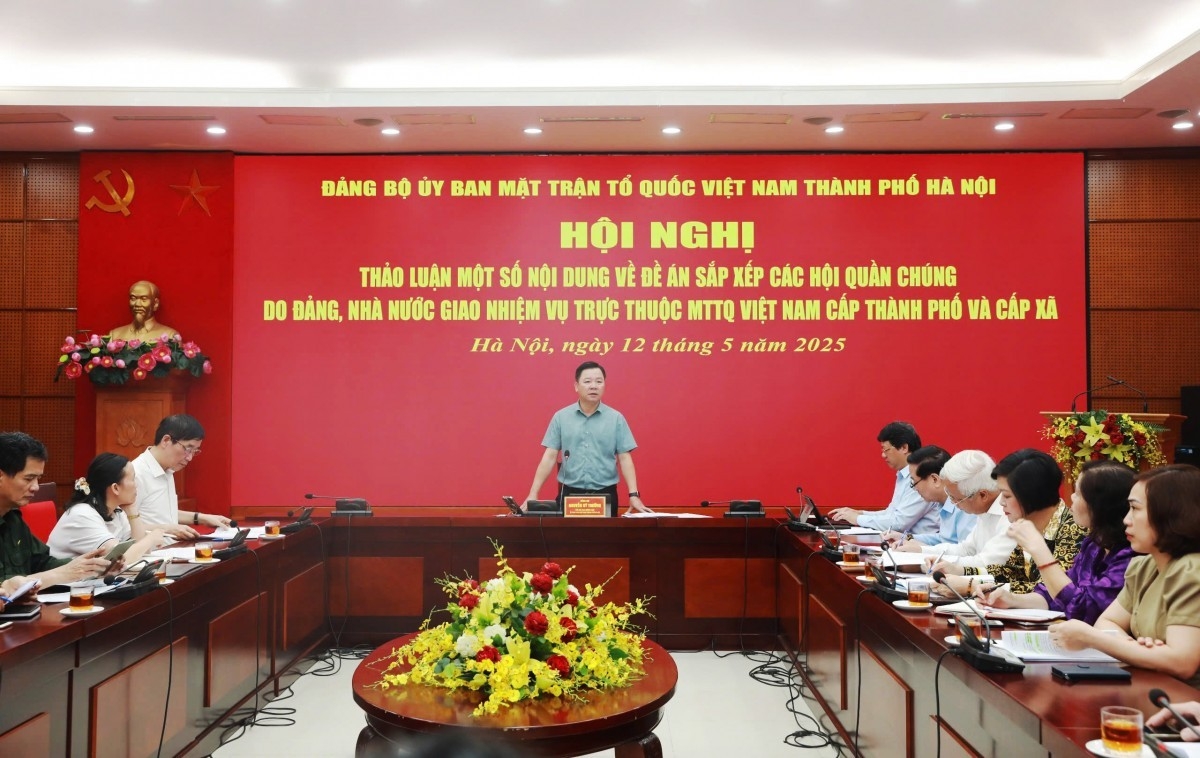 ĐẢNG BỘ ỦY BAN MẶT TRẬN TỔ QUỐC VIỆT NAM THÀNH PHỐ HÀ NỘI
HỘI NGHỊ
THẢO LUẬN MỘT SỐ NỘI DUNG VỀ ĐỀ ÁN SẮP XẾP CÁC HỘI QUẦN CHÚNG
DO ĐẢNG, NHÀ NƯỚC GIAO NHIỆM VỤ TRỰC THUỘC MTTQ VIỆT NAM CẤP THÀNH PHỐ VÀ CẤP XÃ
Hà Nội, ngày 12 tháng 5 năm 2025